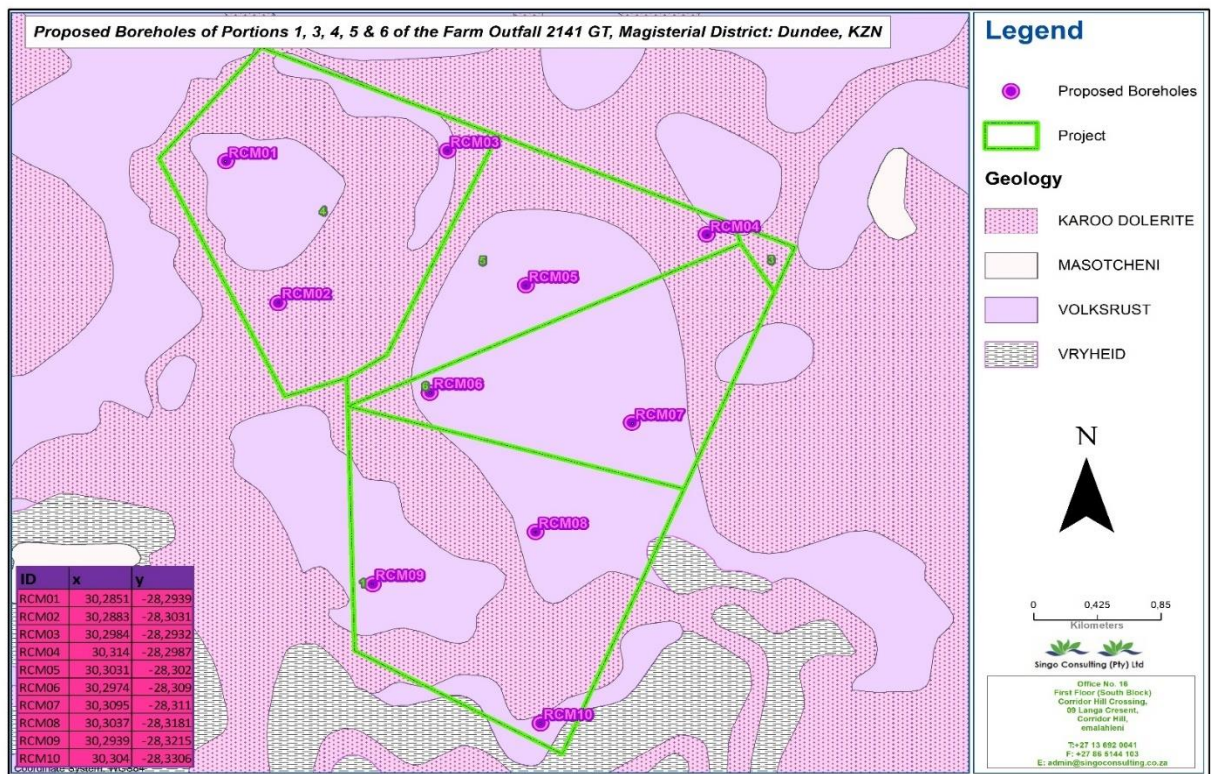 Proposed Boreholes of Portions 1, 3, 4, 5 & 6 of the Farm Outfall 2141 GT, Magisterial District: Dundee, KZN
RCM01
RCM03
4
RCM04
5
3
RCM05
RCM02
6
RCM06
RCM07
RCM08
1
RCM09
RCM10
ID x y
RCM01 30,2851 -28,2939
RCM02 30,2883 -28,3031
RCM03 30,2984 -28,2932
RCM04 30,314 -28,2987
RCM05 30,3031 -28,302
RCM06 30,2974 -28,309
RCM07 30,3095 -28,311
RCM08 30,3037 -28,3181
RCM09 30,2939 -28,3215
RCM10 30,304 -28,3306
Legend
Proposed Boreholes
Project
Geology
KAROO DOLERITE
MASOTCHENI
VOLKSRUST
VRYHEID
N
0 0,425 0,85
Kilometers
Singo Consulting (Pty) Ltd
Office No. 16
First Floor (South Block)
Corridor Hill Crossing,
09 Langa Cresent,
Corridor Hill,
emalahleni
T:+27 13 692 0041
F: +27 86 5144 103
E: admin@singoconsulting.co.za